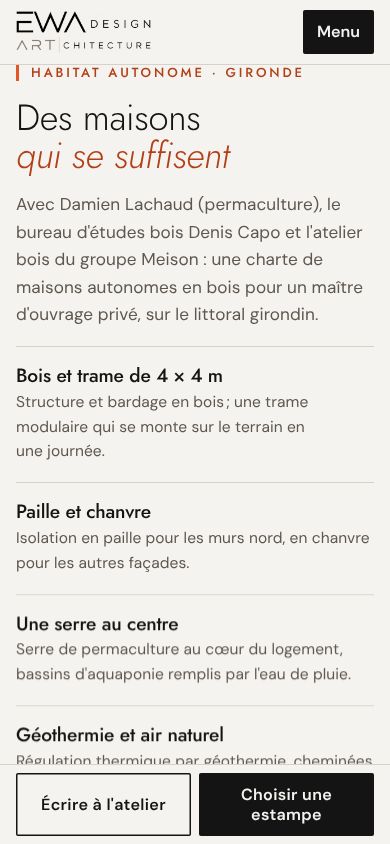 EWA DESIGN
ART CHITECTURE
Menu
HABITAT AUTONOME · GIRONDE
Des maisons
qui se suffisent
Avec Damien Lachaud (permaculture), le
bureau d'études bois Denis Capo et l'atelier
bois du groupe Meison : une charte de
maisons autonomes en bois pour un maître
d'ouvrage privé, sur le littoral girondin.
Bois et trame de 4 × 4 m
Structure et bardage en bois ; une trame
modulaire qui se monte sur le terrain en
une journée.
Paille et chanvre
Isolation en paille pour les murs nord, en chanvre
pour les autres façades.
Une serre au centre
Serre de permaculture au cœur du logement,
bassins d'aquaponie remplis par l'eau de pluie.
Géothermie et air naturel
Régulation thermique par géothermie, cheminées
Écrire à l'atelier
Choisir une
estampe